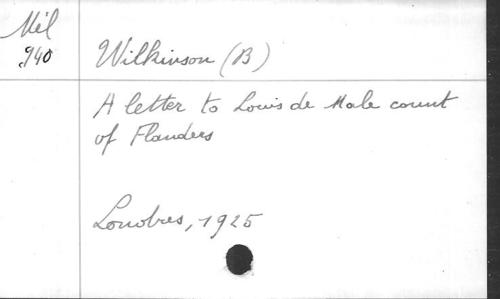 Mél
940
Wilkinson (B)
A letter to Louis de Male count
of Flanders
Londres, 1925